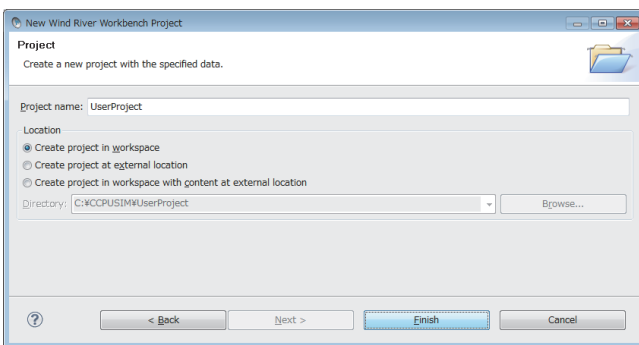 New Wind River Workbench Project
Project
Create a new project with the specified data.
Project name: UserProject
Location
Create project in workspace
Create project at external location
Create project in workspace with content at external location
Directory: C:¥CCPUSIM¥UserProject Browse...
? < Back Next > Finish Cancel